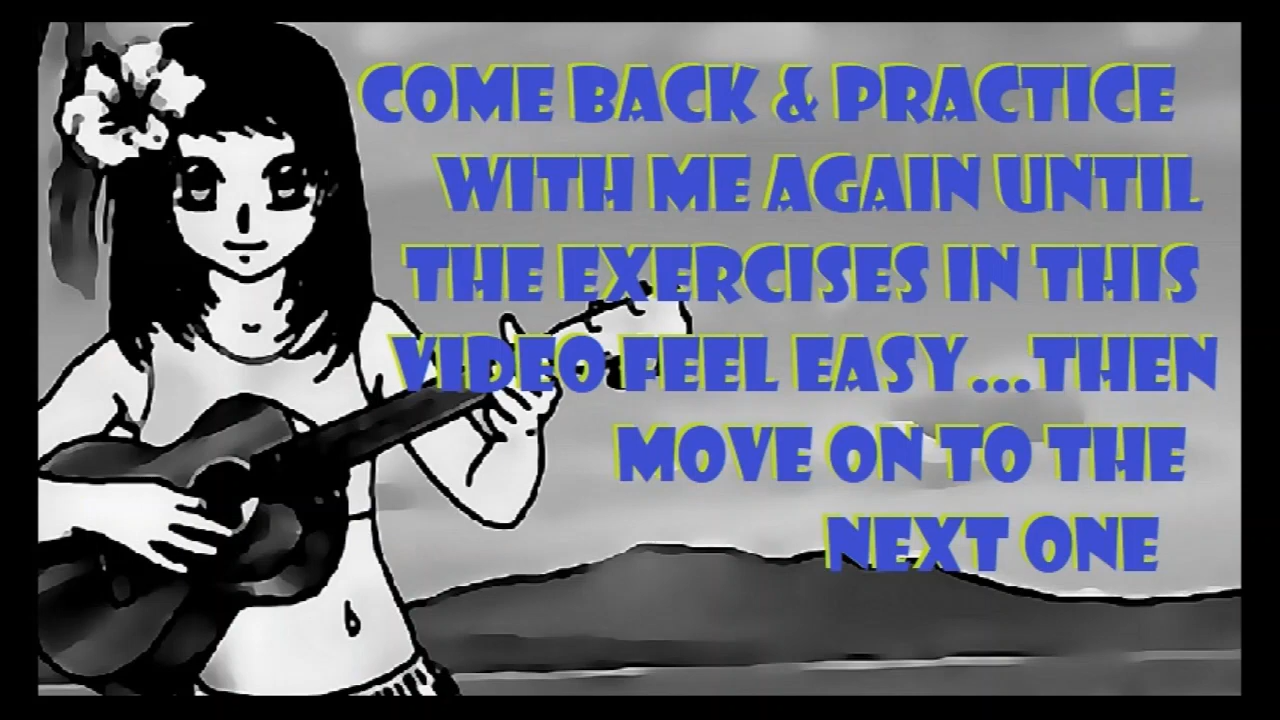 COME BACK & PRACTICE
WITH ME AGAIN UNTIL
THE EXERCISES IN THIS
VIDEO FEEL EASY...THEN
MOVE ON TO THE
NEXT ONE